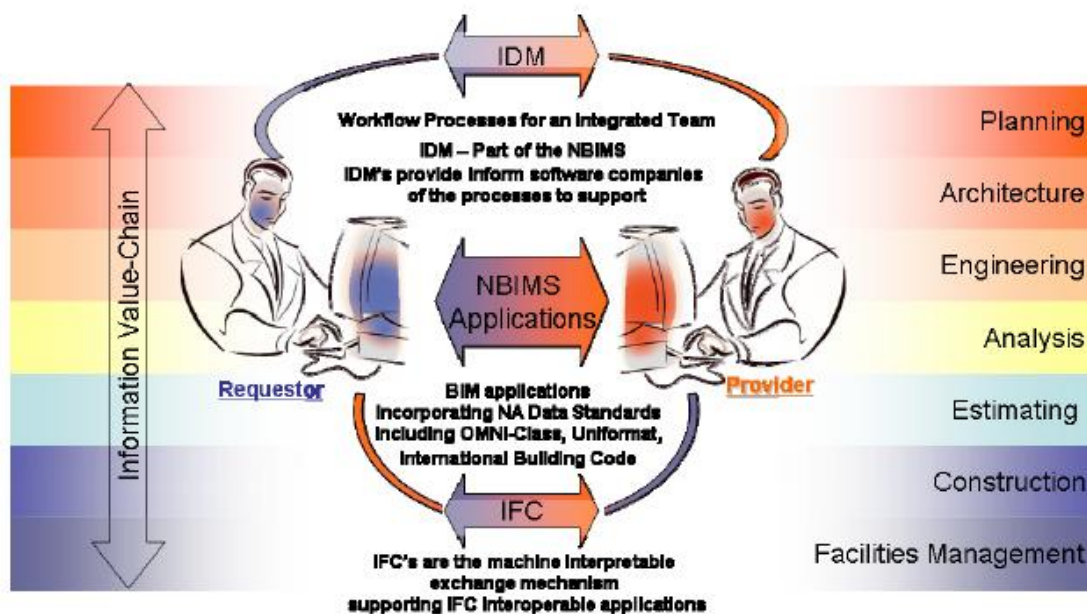 IDM
Workflow Processes for an Integrated Team
IDM – Part of the NBIMS
IDM's provide Inform software companies
of the processes to support
Information Value-Chain
NBIMS
Applications
Requestor
Provider
BIM applications
Incorporating NA Data Standards
Including OMNI-Class, Uniformat,
International Building Code
IFC
IFC's are the machine interpretable
exchange mechanism
supporting IFC Interoperable applications
Planning
Architecture
Engineering
Analysis
Estimating
Construction
Facilities Management